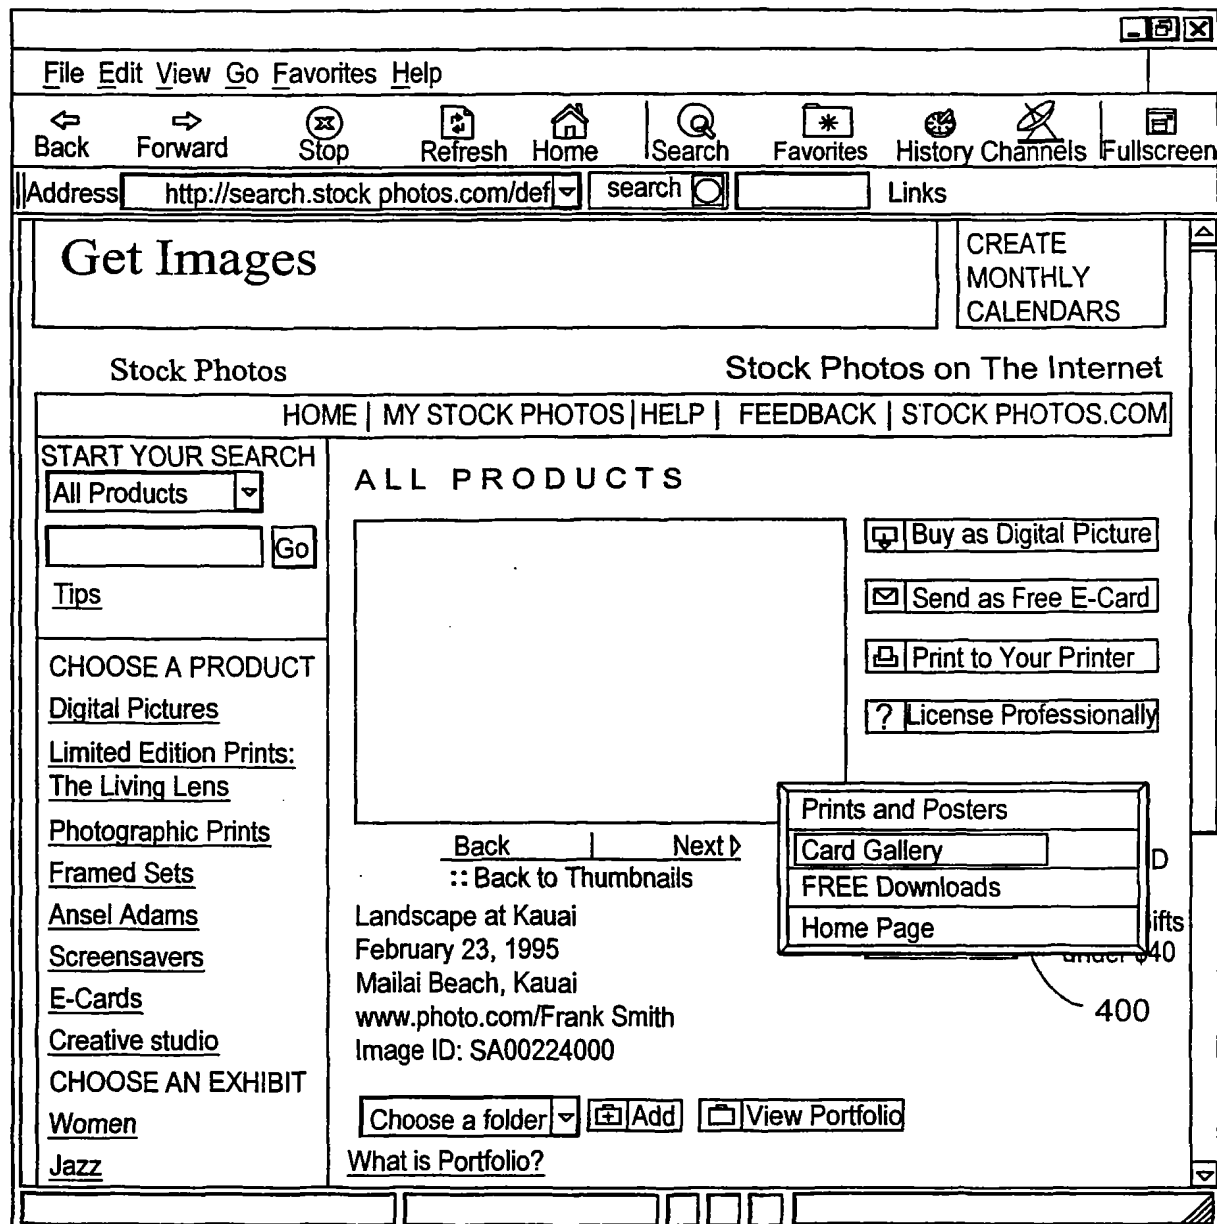 File Edit View Go Favorites Help
Back Forward Stop Refresh Home Search Favorites History Channels Fullscreen
Address http://search.stock photos.com/def search Links
Get Images
CREATE
MONTHLY
CALENDARS
Stock Photos Stock Photos on The Internet
HOME | MY STOCK PHOTOS | HELP | FEEDBACK | STOCK PHOTOS.COM
START YOUR SEARCH
All Products
Go
Tips
CHOOSE A PRODUCT
Digital Pictures
Limited Edition Prints:
The Living Lens
Photographic Prints
Framed Sets
Ansel Adams
Screensavers
E-Cards
Creative studio
CHOOSE AN EXHIBIT
Women
Jazz
ALL PRODUCTS
Buy as Digital Picture
Send as Free E-Card
Print to Your Printer
? License Professionally
Prints and Posters
Card Gallery
FREE Downloads
Home Page
D
ifts
under $40
400
Back | Next
:: Back to Thumbnails
Landscape at Kauai
February 23, 1995
Mailai Beach, Kauai
www.photo.com/Frank Smith
Image ID: SA00224000
Choose a folder Add View Portfolio
What is Portfolio?